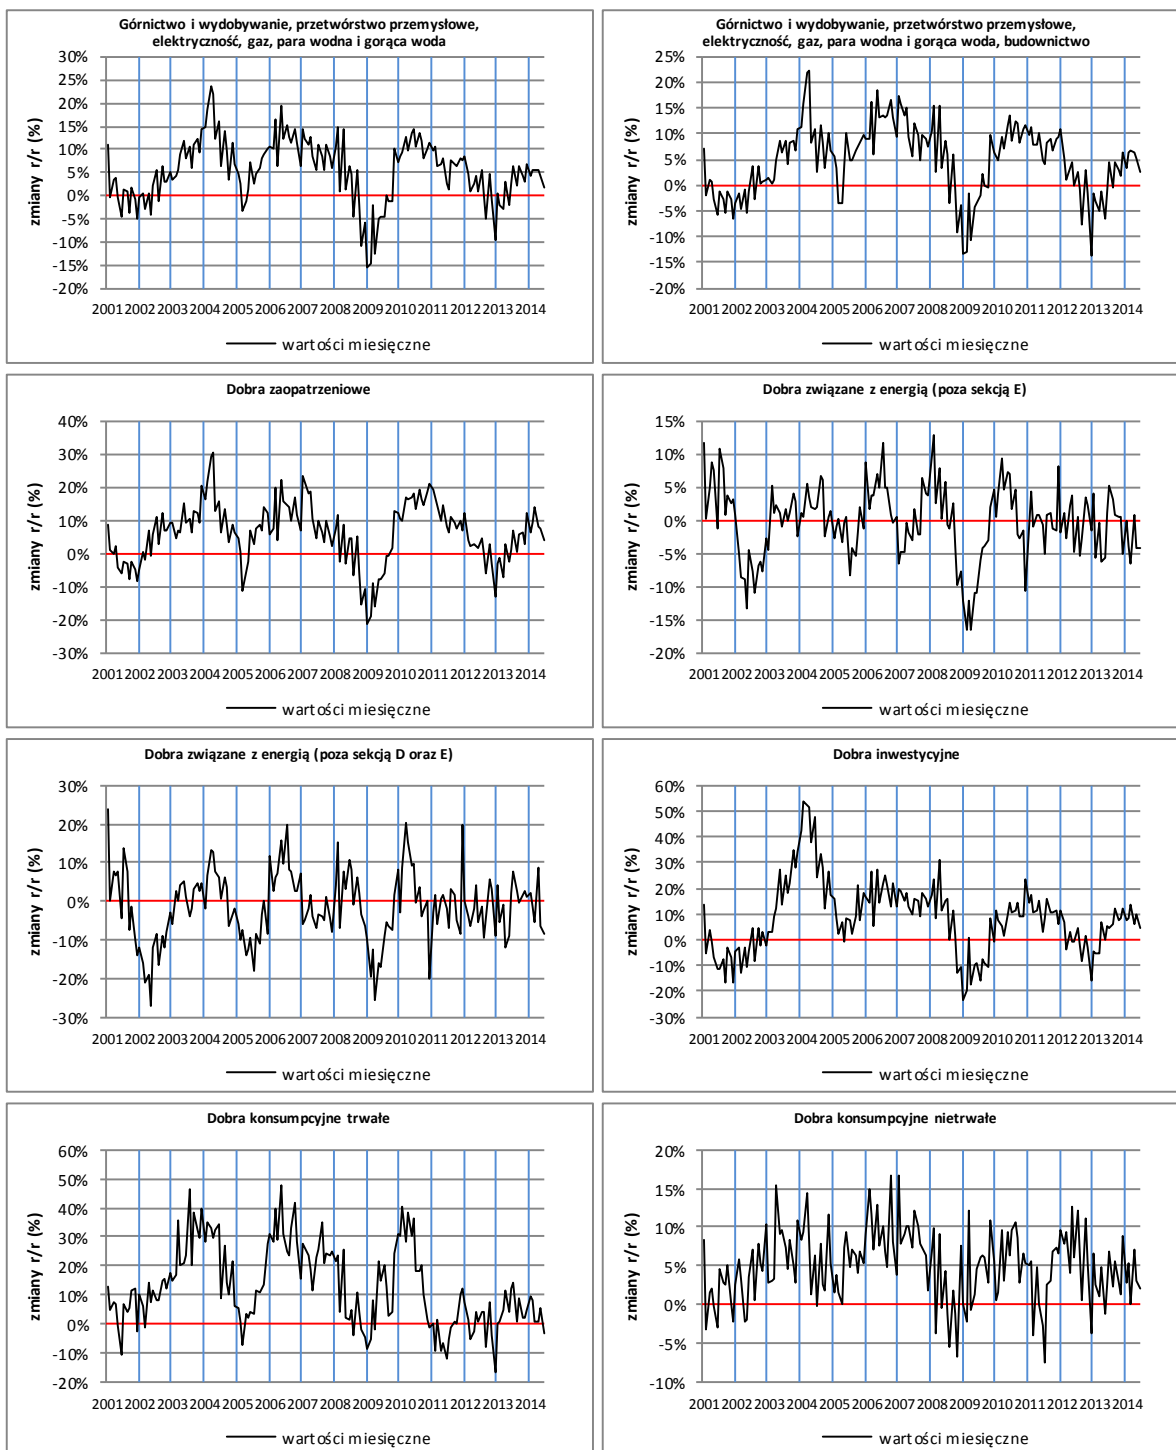 Górnictwo i wydobywanie, przetwórstwo przemysłowe,
elektryczność, gaz, para wodna i gorąca woda
30%
25%
20%
15%
10%
5%
0%
-5%
-10%
-15%
-20%
zmiany r/r (%)
2001 2002 2003 2004 2005 2006 2007 2008 2009 2010 2011 2012 2013 2014
wartości miesięczne
Górnictwo i wydobywanie, przetwórstwo przemysłowe,
elektryczność, gaz, para wodna i gorąca woda, budownictwo
25%
20%
15%
10%
5%
0%
-5%
-10%
-15%
-20%
zmiany r/r (%)
2001 2002 2003 2004 2005 2006 2007 2008 2009 2010 2011 2012 2013 2014
wartości miesięczne
Dobra zaopatrzeniowe
40%
30%
20%
10%
0%
-10%
-20%
-30%
zmiany r/r (%)
2001 2002 2003 2004 2005 2006 2007 2008 2009 2010 2011 2012 2013 2014
wartości miesięczne
Dobra związane z energią (poza sekcją E)
15%
10%
5%
0%
-5%
-10%
-15%
-20%
zmiany r/r (%)
2001 2002 2003 2004 2005 2006 2007 2008 2009 2010 2011 2012 2013 2014
wartości miesięczne
Dobra związane z energią (poza sekcją D oraz E)
30%
20%
10%
0%
-10%
-20%
-30%
zmiany r/r (%)
2001 2002 2003 2004 2005 2006 2007 2008 2009 2010 2011 2012 2013 2014
wartości miesięczne
Dobra inwestycyjne
60%
50%
40%
30%
20%
10%
0%
-10%
-20%
-30%
zmiany r/r (%)
2001 2002 2003 2004 2005 2006 2007 2008 2009 2010 2011 2012 2013 2014
wartości miesięczne
Dobra konsumpcyjne trwałe
60%
50%
40%
30%
20%
10%
0%
-10%
-20%
zmiany r/r (%)
2001 2002 2003 2004 2005 2006 2007 2008 2009 2010 2011 2012 2013 2014
wartości miesięczne
Dobra konsumpcyjne nietrwałe
20%
15%
10%
5%
0%
-5%
-10%
zmiany r/r (%)
2001 2002 2003 2004 2005 2006 2007 2008 2009 2010 2011 2012 2013 2014
wartości miesięczne